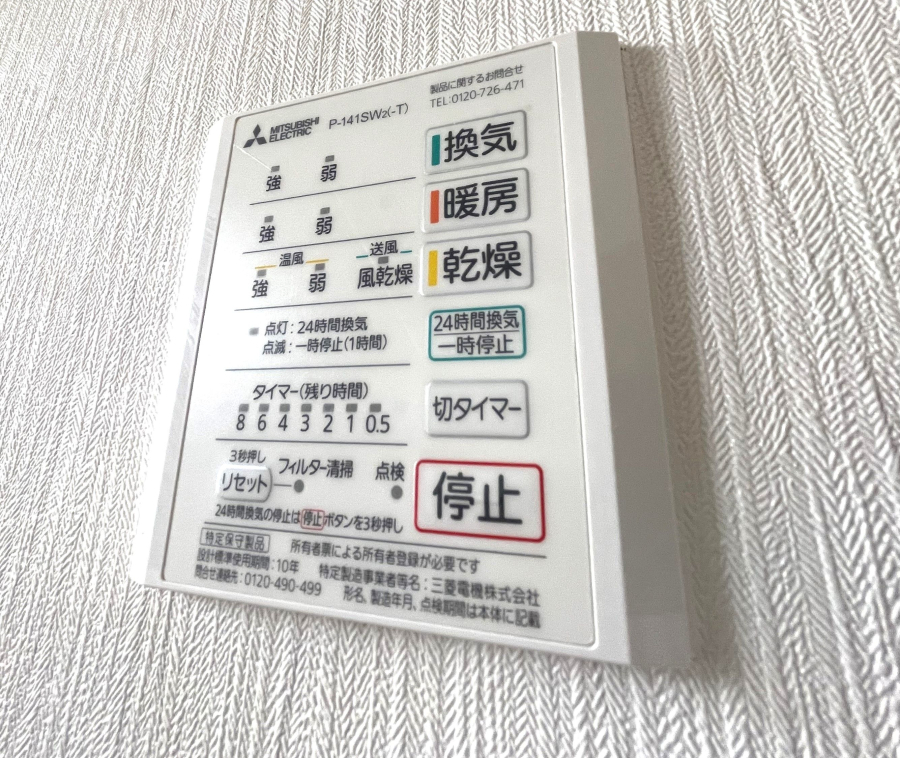 MITSUBISHI ELECTRIC P-141SW2(-T)
製品に関するお問合せ
TEL:0120-726-471
強 弱 換気
強 弱 暖房
温風 送風
強 弱 風乾燥 乾燥
点灯:24時間換気
点滅:一時停止(1時間)
24時間換気
一時停止
タイマー(残り時間)
8 6 4 3 2 1 0.5
切タイマー
3秒押し
リセット フィルター清掃 点検
停止
24時間換気の停止は停止ボタンを3秒押し
特定保守製品 所有者票による所有者登録が必要です
設計標準使用期間:10年 特定製造事業者等名:三菱電機株式会社
問合せ連絡先:0120-490-499 形名、製造年月、点検期間は本体に記載